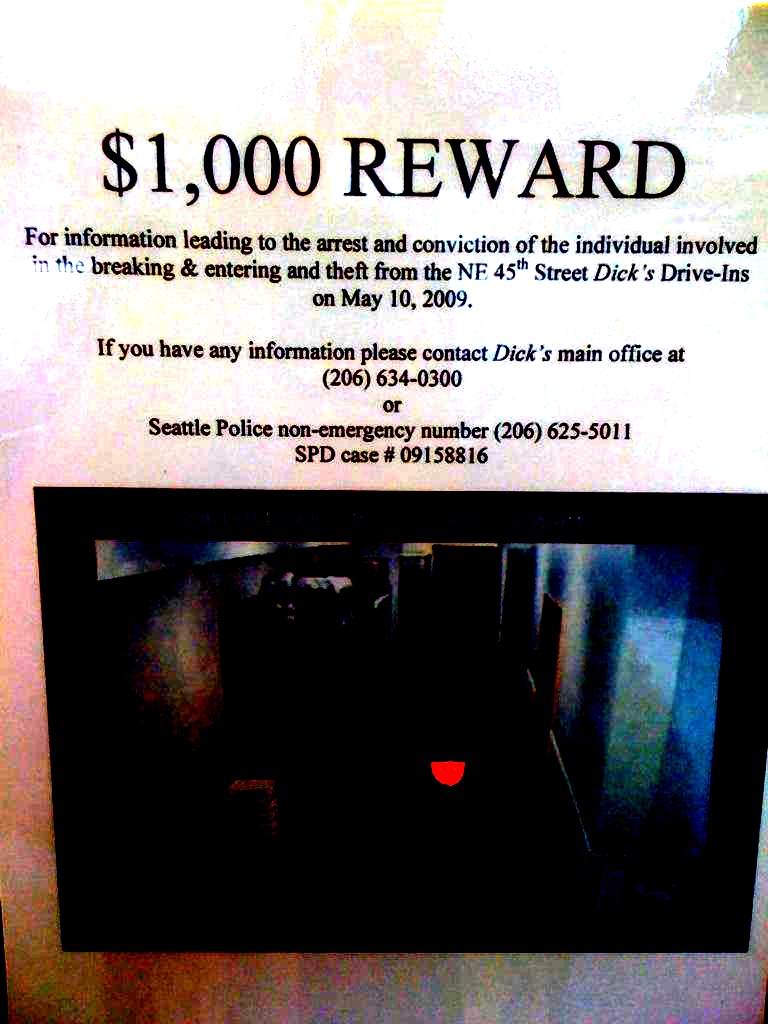 $1,000 REWARD
For information leading to the arrest and conviction of the individual involved
in the breaking & entering and theft from the NE 45th Street Dick's Drive-Ins
on May 10, 2009.
If you have any information please contact Dick's main office at
(206) 634-0300
or
Seattle Police non-emergency number (206) 625-5011
SPD case # 09158816